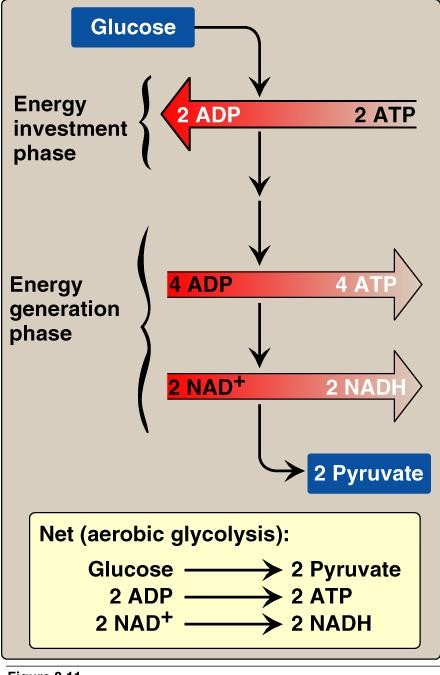 Glucose
Energy
investment
phase
2 ADP 2 ATP
Energy
generation
phase
4 ADP 4 ATP
2 NAD+ 2 NADH
2 Pyruvate
Net (aerobic glycolysis):
Glucose → 2 Pyruvate
2 ADP → 2 ATP
2 NAD+ → 2 NADH